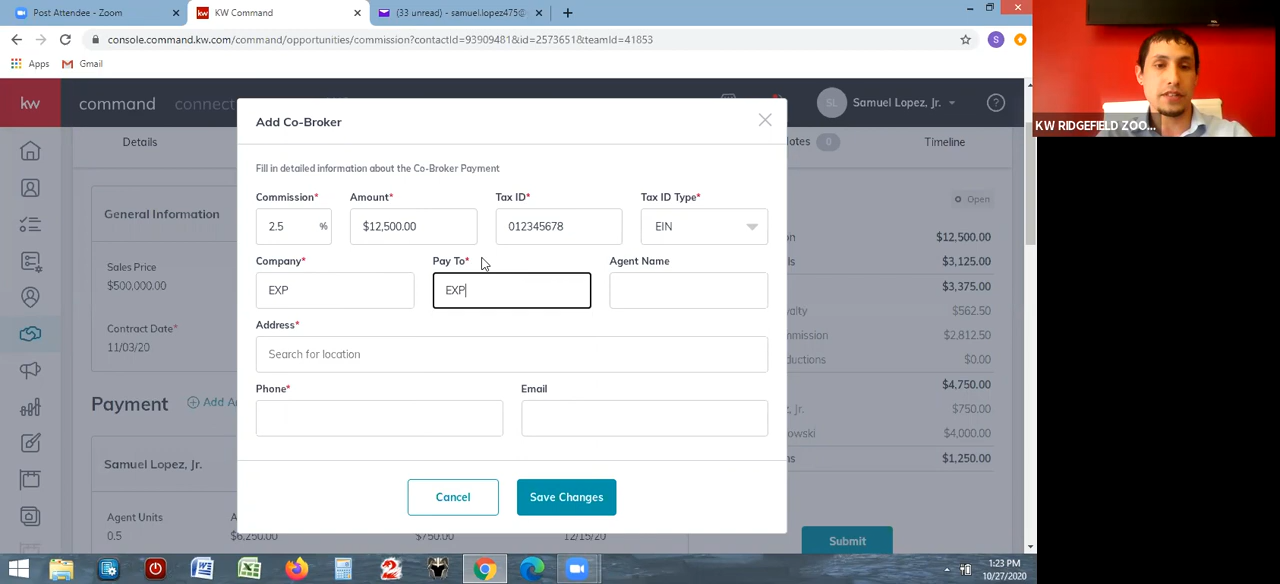 Post Attendee - Zoom
KW Command
(33 unread) - samuel.lopez475@
console.command.kw.com/command/opportunities/commission?contactId=93909481&id=2573651&teamId=41853
S
Apps
Gmail
kw
command
connect
SL
Samuel Lopez, Jr.
KW RIDGEFIELD ZOO...
Details
Notes
0
Timeline
Add Co-Broker
Fill in detailed information about the Co-Broker Payment
Commission*
Amount*
Tax ID*
Tax ID Type*
2.5 %
$12,500.00
012345678
EIN
Company*
Pay To*
Agent Name
EXP
EXP
Address*
Search for location
Phone*
Email
Cancel
Save Changes
General Information
Sales Price
$500,000.00
Contract Date*
11/03/20
Payment
Samuel Lopez, Jr.
Agent Units
0.5
$6,250.00
$750.00
12/15/20
Open
$12,500.00
$3,125.00
$3,375.00
$562.50
$2,812.50
$0.00
$4,750.00
$750.00
$4,000.00
$1,250.00
Submit
1:23 PM
10/27/2020